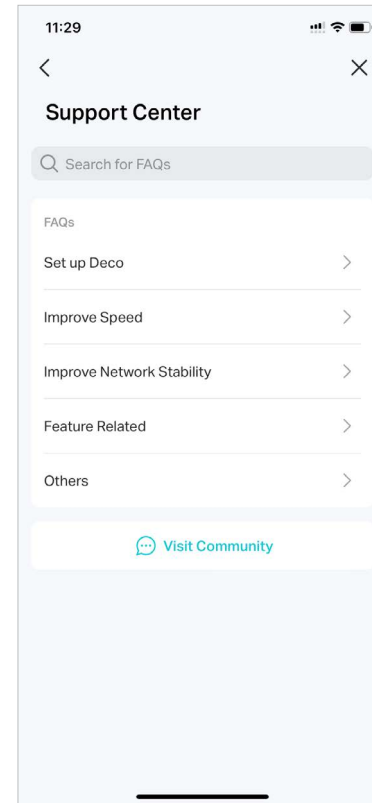 11:29
Support Center
Search for FAQs
FAQs
Set up Deco
Improve Speed
Improve Network Stability
Feature Related
Others
Visit Community